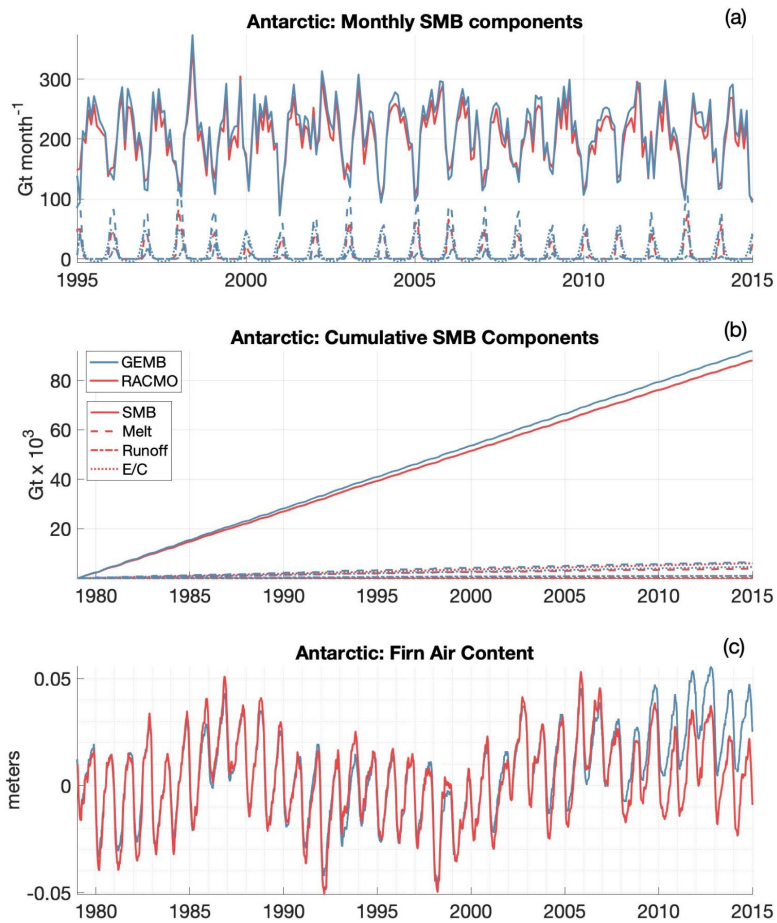 Antarctic: Monthly SMB components
(a)
Gt month⁻¹
300
200
100
0
1995
2000
2005
2010
2015
Antarctic: Cumulative SMB Components
(b)
GEMB
RACMO
SMB
Melt
Runoff
E/C
Gt x 10³
80
60
40
20
1980
1985
1990
1995
2000
2005
2010
2015
Antarctic: Firn Air Content
(c)
meters
0.05
0
-0.05
1980
1985
1990
1995
2000
2005
2010
2015